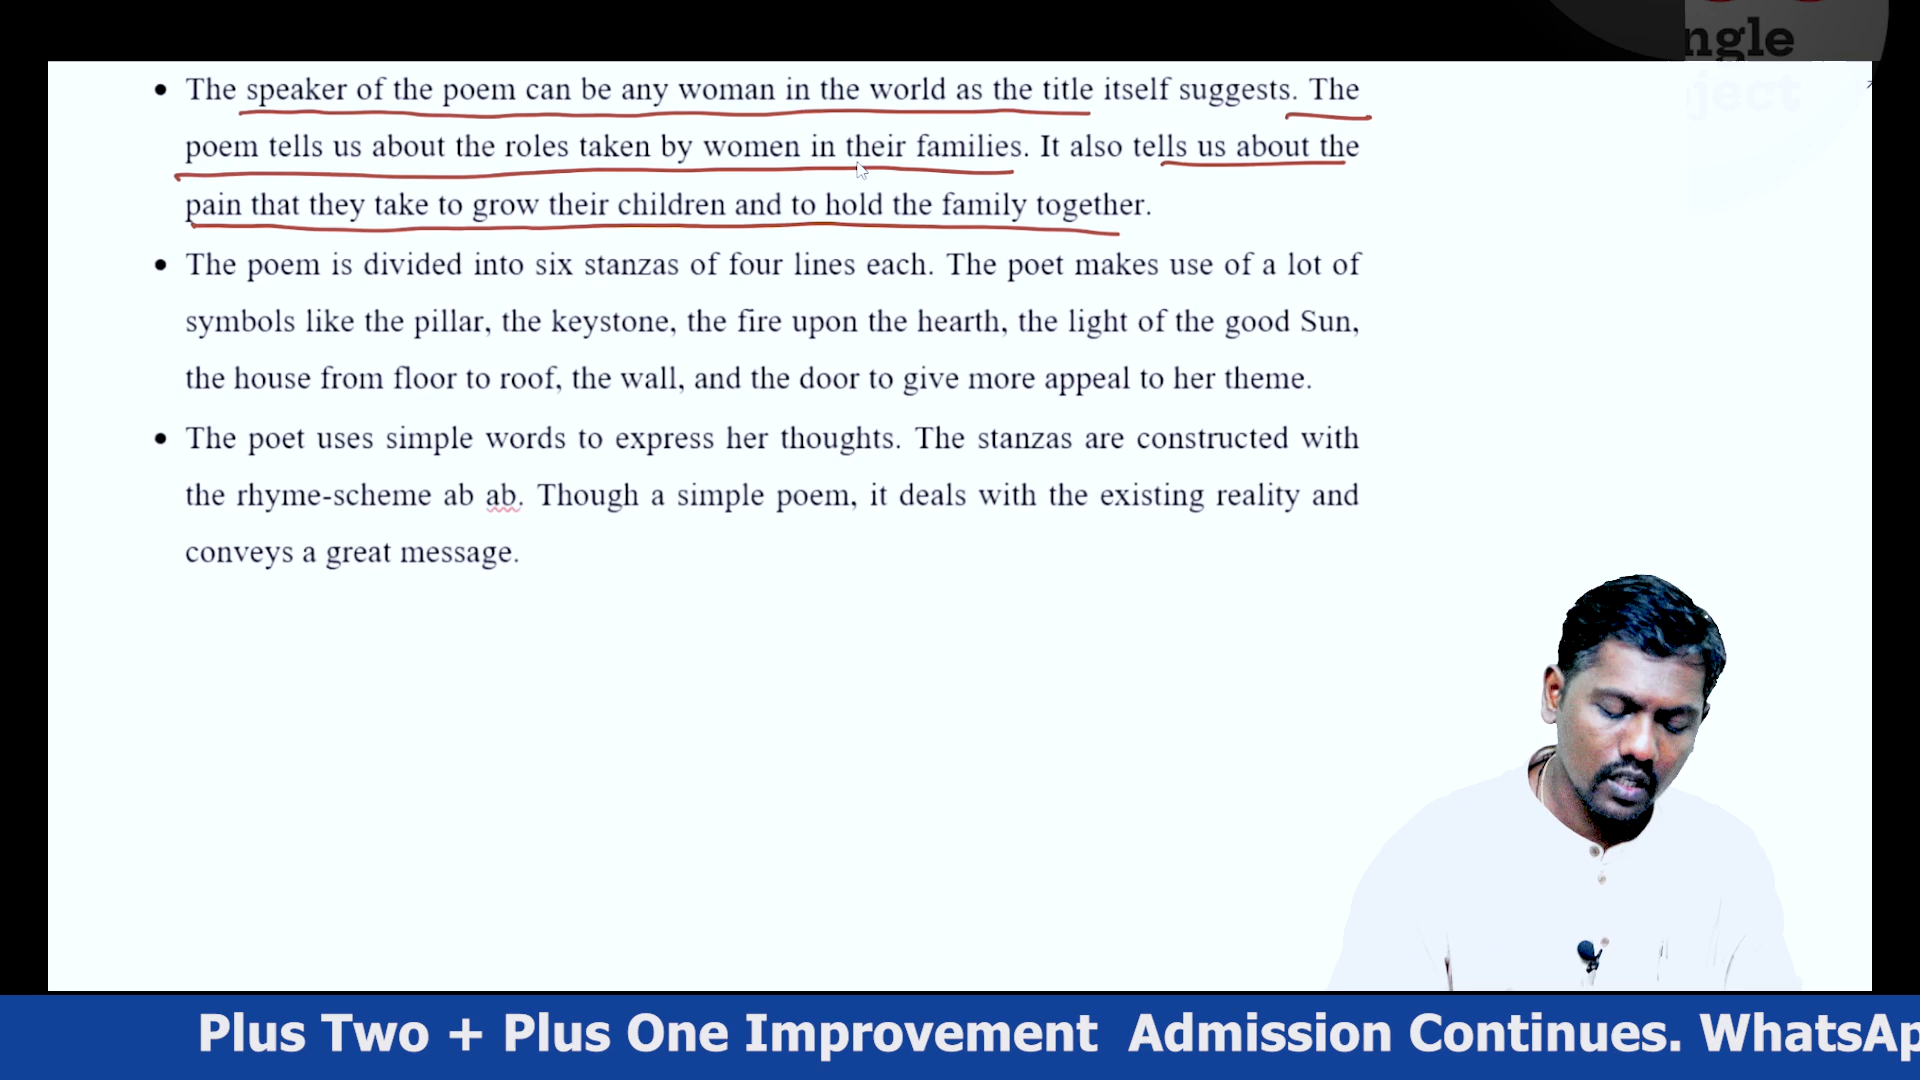 ngle
ject
The speaker of the poem can be any woman in the world as the title itself suggests. The
poem tells us about the roles taken by women in their families. It also tells us about the
pain that they take to grow their children and to hold the family together.
The poem is divided into six stanzas of four lines each. The poet makes use of a lot of
symbols like the pillar, the keystone, the fire upon the hearth, the light of the good Sun,
the house from floor to roof, the wall, and the door to give more appeal to her theme.
The poet uses simple words to express her thoughts. The stanzas are constructed with
the rhyme-scheme ab ab. Though a simple poem, it deals with the existing reality and
conveys a great message.
Plus Two + Plus One Improvement Admission Continues. WhatsAp